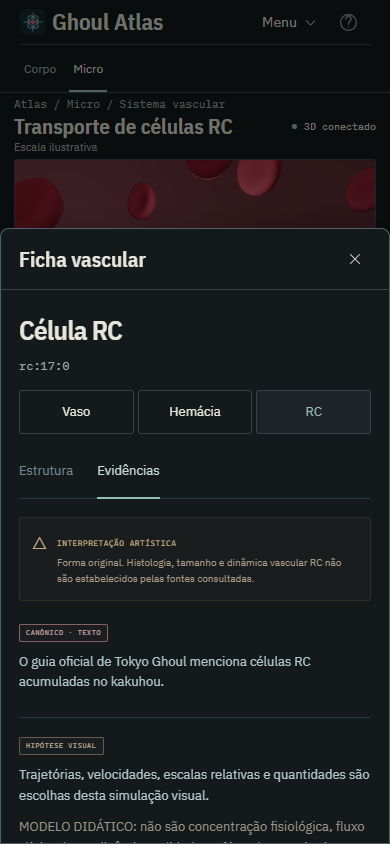 Ghoul Atlas
Menu
Corpo Micro
Atlas / Micro / Sistema vascular
Transporte de células RC
3D conectado
Escala ilustrativa
Ficha vascular
Célula RC
rc:17:0
Vaso Hemácia RC
Estrutura Evidências
INTERPRETAÇÃO ARTÍSTICA
Forma original. Histologia, tamanho e dinâmica vascular RC não
são estabelecidos pelas fontes consultadas.
CANÔNICO · TEXTO
O guia oficial de Tokyo Ghoul menciona células RC
acumuladas no kakuhou.
HIPÓTESE VISUAL
Trajetórias, velocidades, escalas relativas e quantidades são
escolhas desta simulação visual.
MODELO DIDÁTICO: não são concentração fisiológica, fluxo